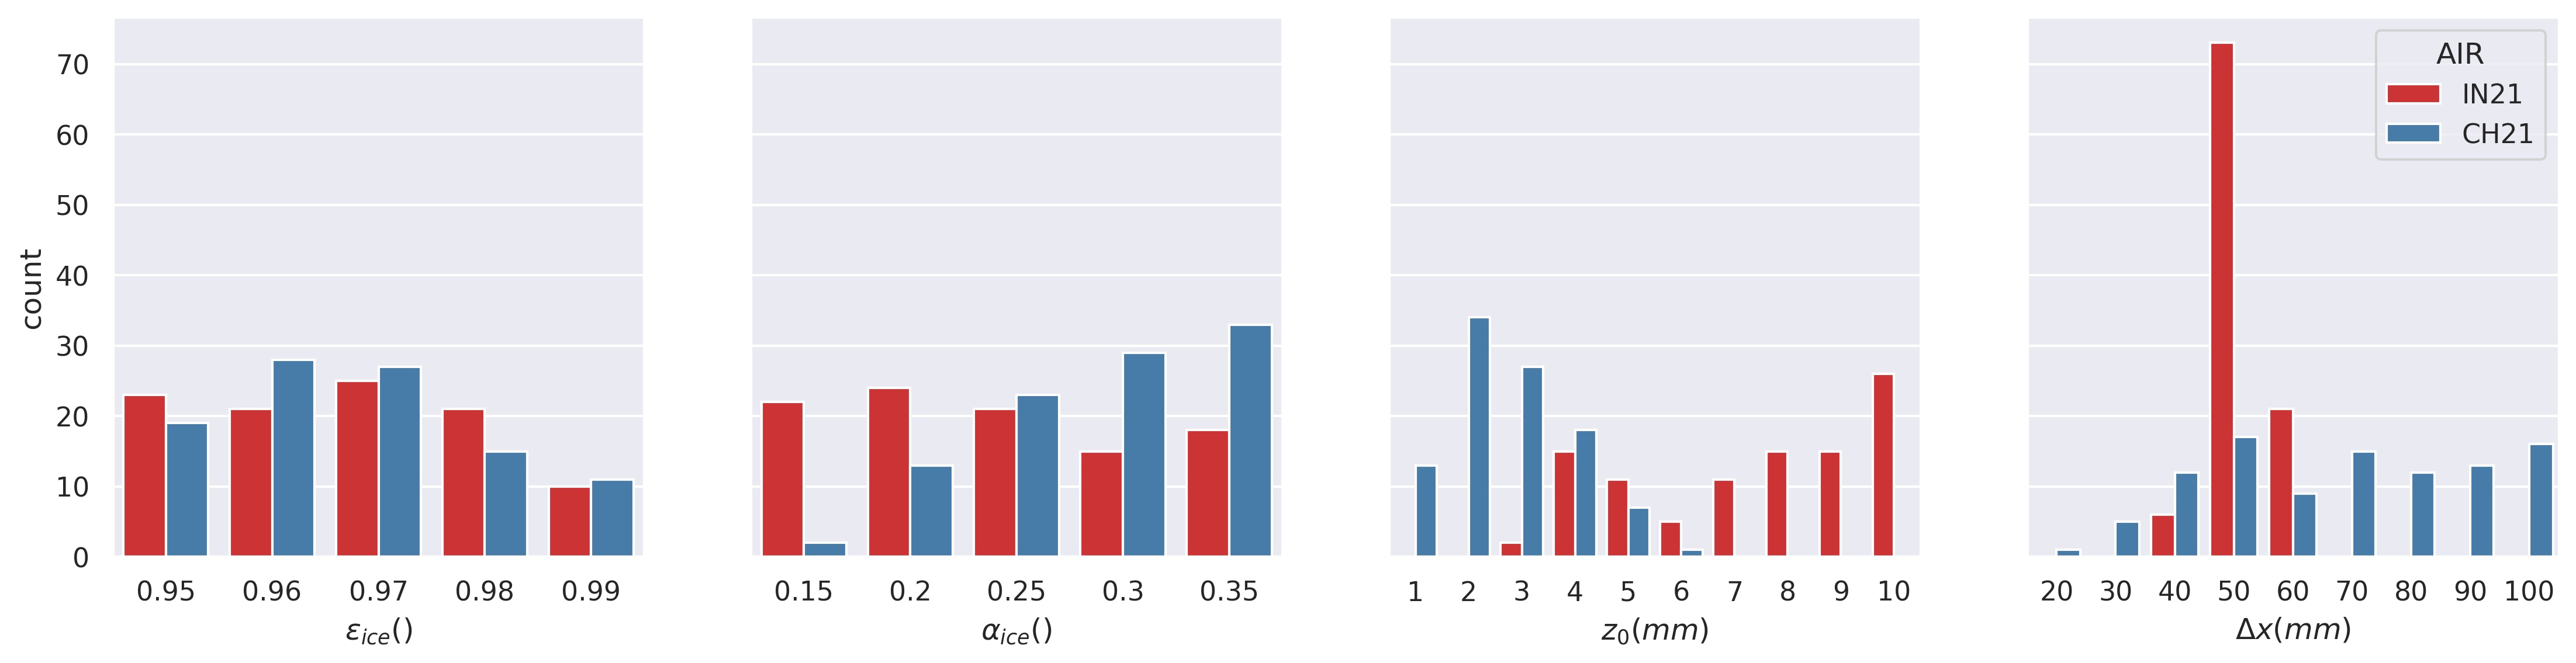 count
70
60
50
40
30
20
10
0
0.95 0.96 0.97 0.98 0.99
εice()
0.15 0.2 0.25 0.3 0.35
αice()
1 2 3 4 5 6 7 8 9 10
z0(mm)
20 30 40 50 60 70 80 90 100
Δx(mm)
AIR
IN21
CH21